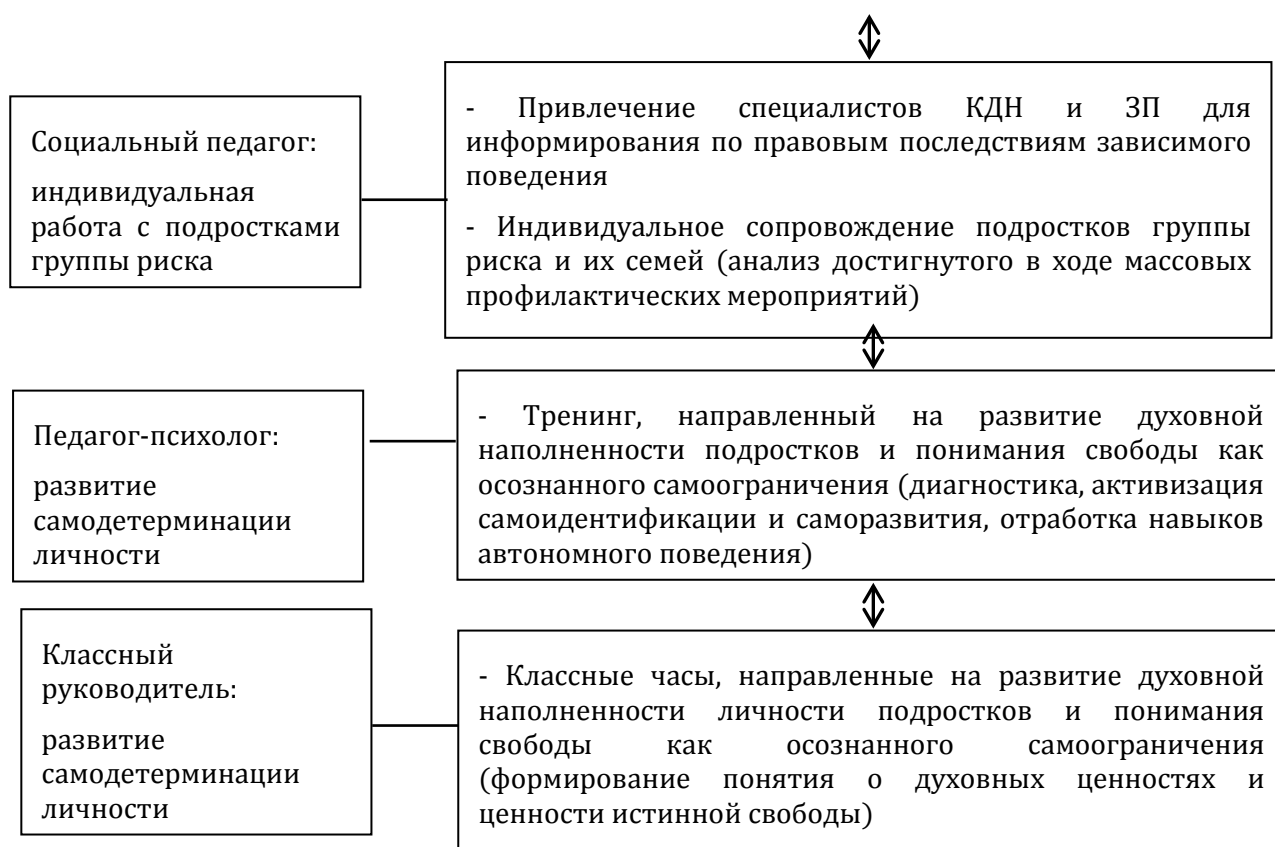 Социальный педагог:
индивидуальная
работа с подростками
группы риска
- Привлечение специалистов КДН и ЗП для
информирования по правовым последствиям зависимого
поведения
- Индивидуальное сопровождение подростков группы
риска и их семей (анализ достигнутого в ходе массовых
профилактических мероприятий)
Педагог-психолог:
развитие
самодетерминации
личности
- Тренинг, направленный на развитие духовной
наполненности подростков и понимания свободы как
осознанного самоограничения (диагностика, активизация
самоидентификации и саморазвития, отработка навыков
автономного поведения)
Классный
руководитель:
развитие
самодетерминации
личности
- Классные часы, направленные на развитие духовной
наполненности личности подростков и понимания
свободы как осознанного самоограничения
(формирование понятия о духовных ценностях и
ценности истинной свободы)